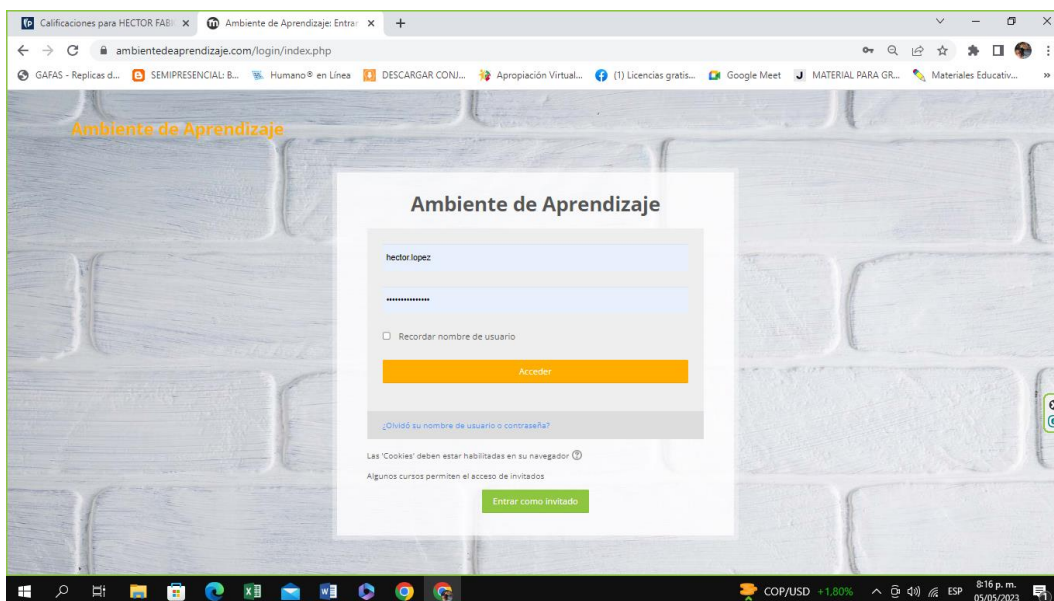 Calificaciones para HECTOR FABI
Ambiente de Aprendizaje: Entrar
ambientedeaprendizaje.com/login/index.php
GAFAS - Replicas d...
SEMIPRESENCIAL: B...
Humano® en Línea
DESCARGAR CONJ...
Apropiación Virtual...
(1) Licencias gratis...
Google Meet
MATERIAL PARA GR...
Materiales Educativ...
»
Ambiente de Aprendizaje
Ambiente de Aprendizaje
hector.lopez
Recordar nombre de usuario
Acceder
¿Olvidó su nombre de usuario o contraseña?
Las 'Cookies' deben estar habilitadas en su navegador
Algunos cursos permiten el acceso de invitados
Entrar como invitado
COP/USD +1,80%
ESP
8:16 p. m.
05/05/2023